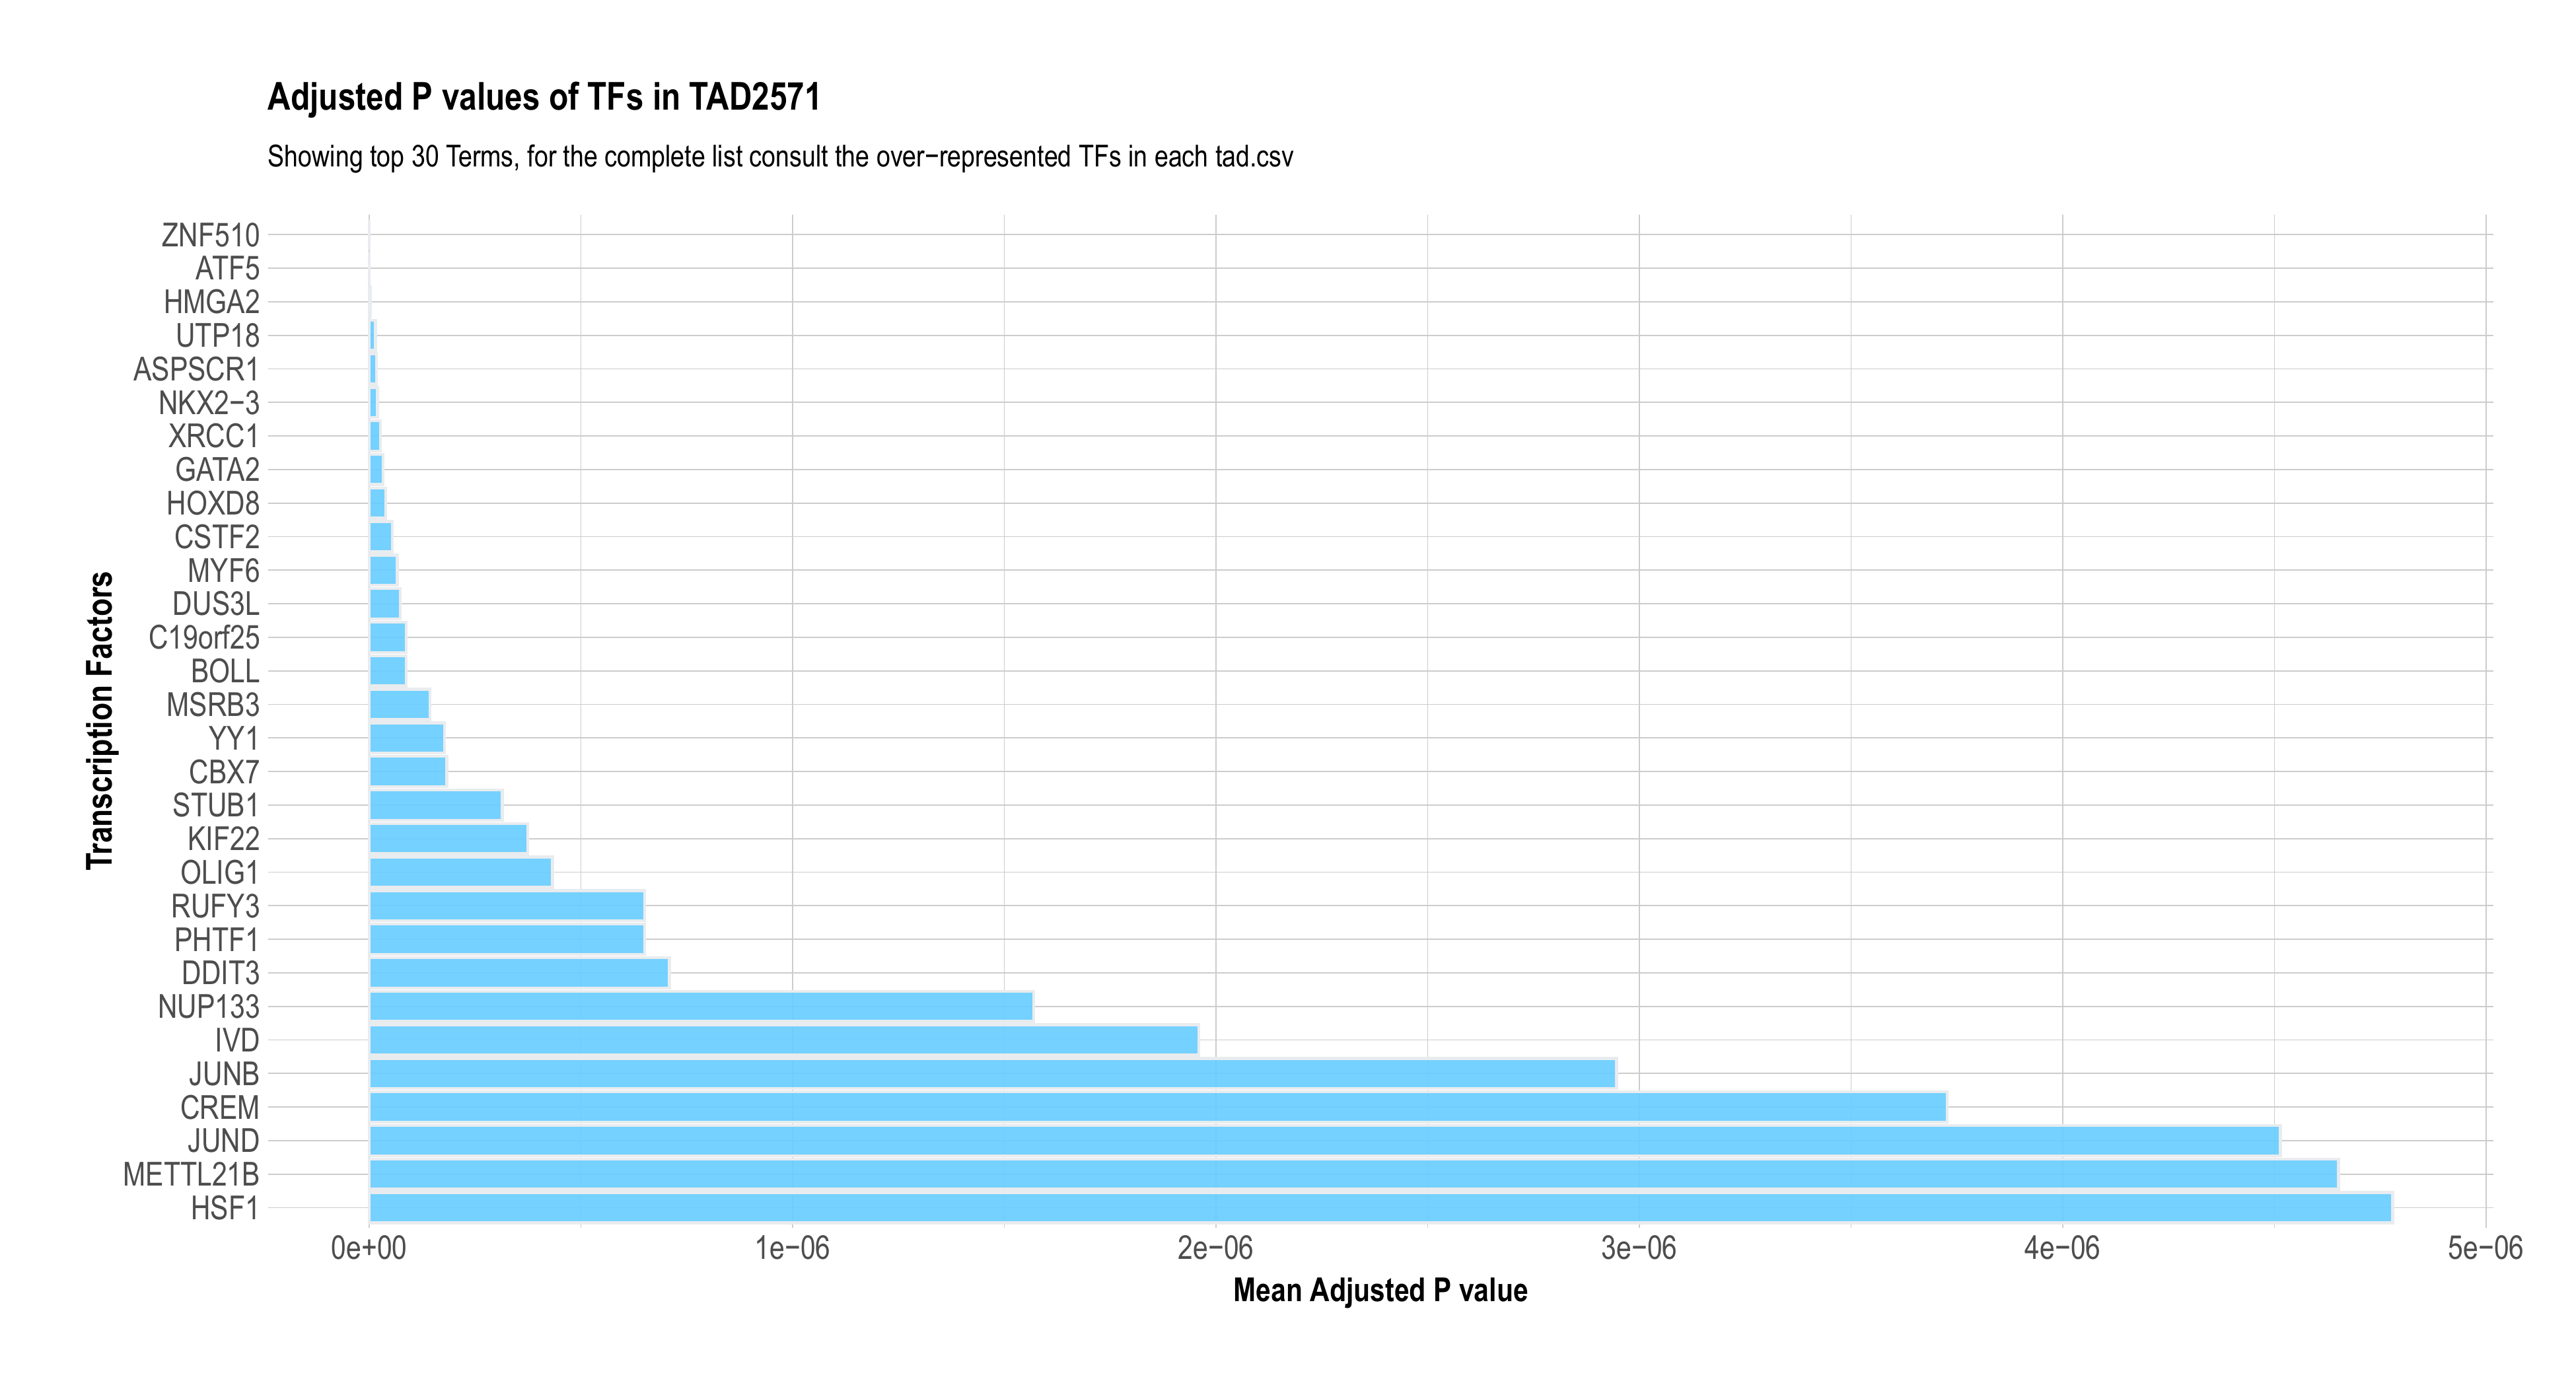 Adjusted P values of TFs in TAD2571
Showing top 30 Terms, for the complete list consult the over−represented TFs in each tad.csv
Transcription Factors
ZNF510
ATF5
HMGA2
UTP18
ASPSCR1
NKX2−3
XRCC1
GATA2
HOXD8
CSTF2
MYF6
DUS3L
C19orf25
BOLL
MSRB3
YY1
CBX7
STUB1
KIF22
OLIG1
RUFY3
PHTF1
DDIT3
NUP133
IVD
JUNB
CREM
JUND
METTL21B
HSF1
0e+00 1e−06 2e−06 3e−06 4e−06 5e−06
Mean Adjusted P value